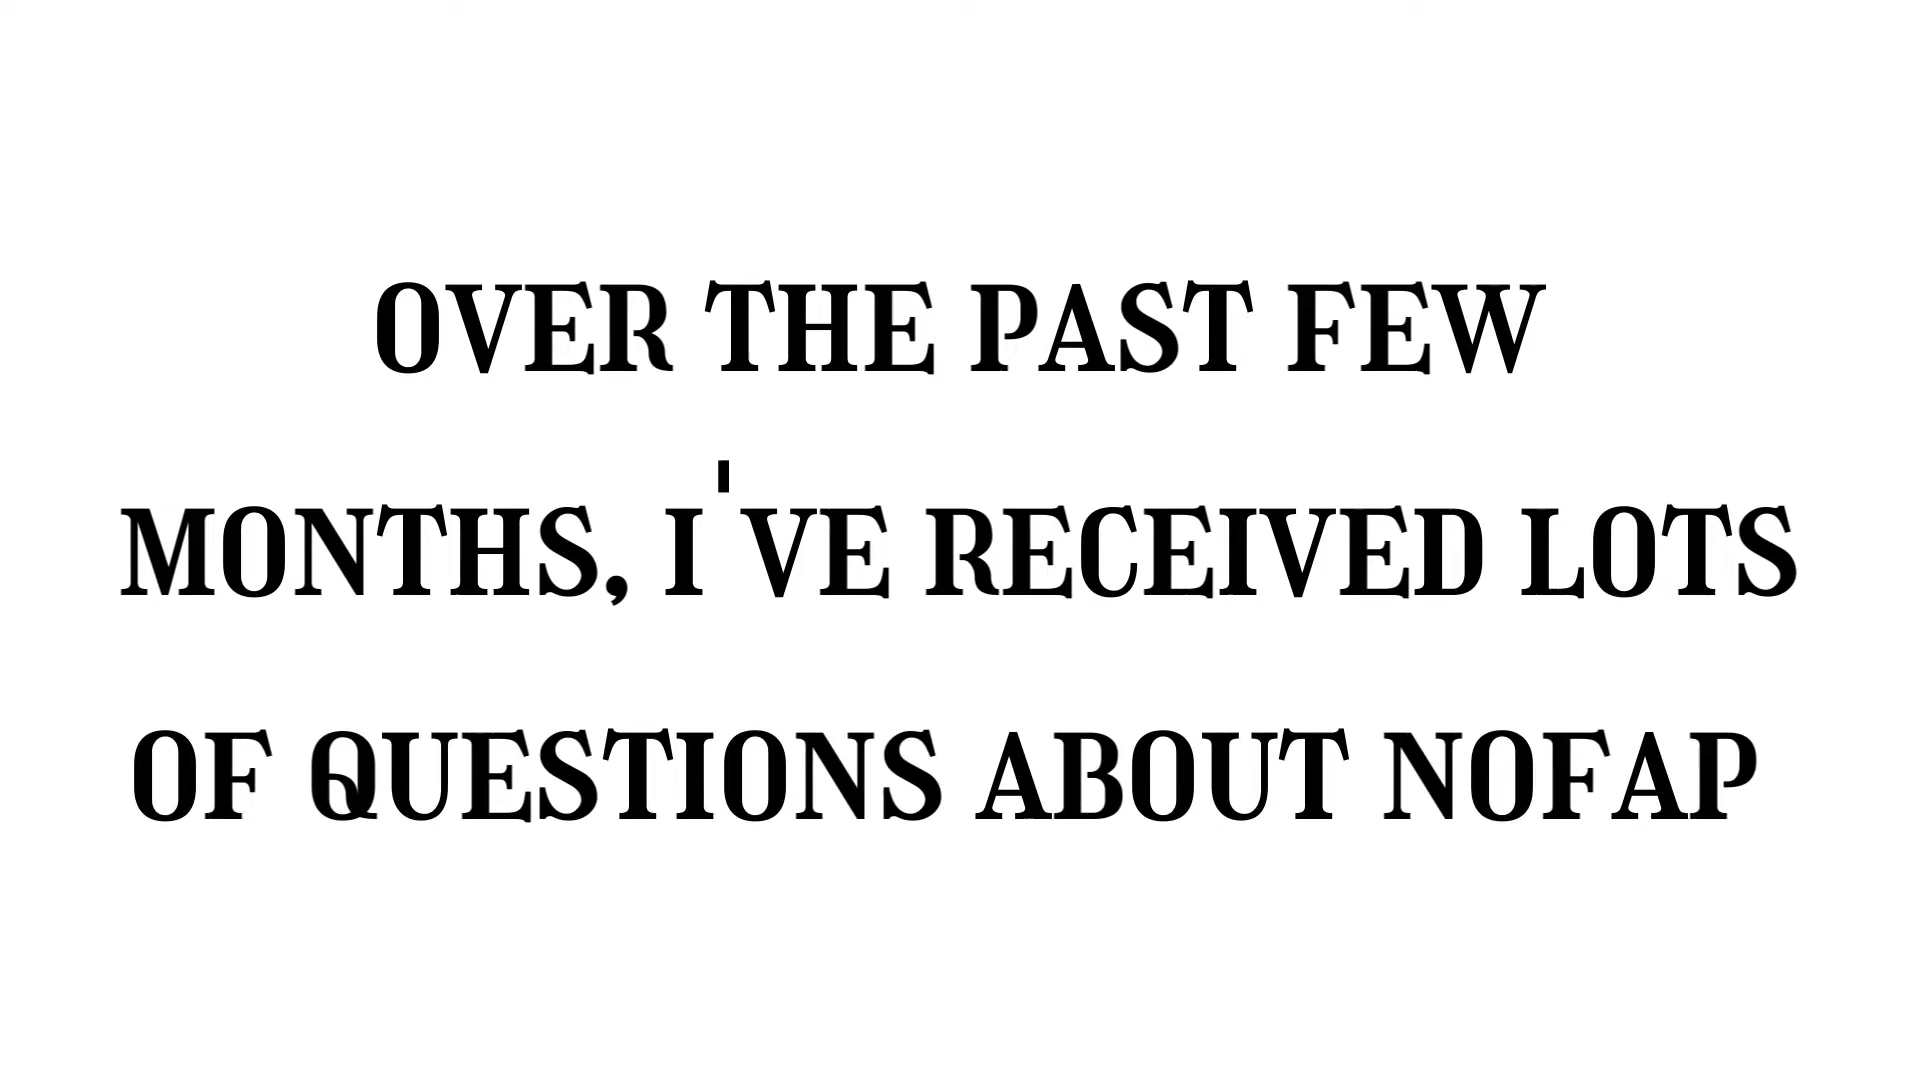 OVER THE PAST FEW
MONTHS, I'VE RECEIVED LOTS
OF QUESTIONS ABOUT NOFAP